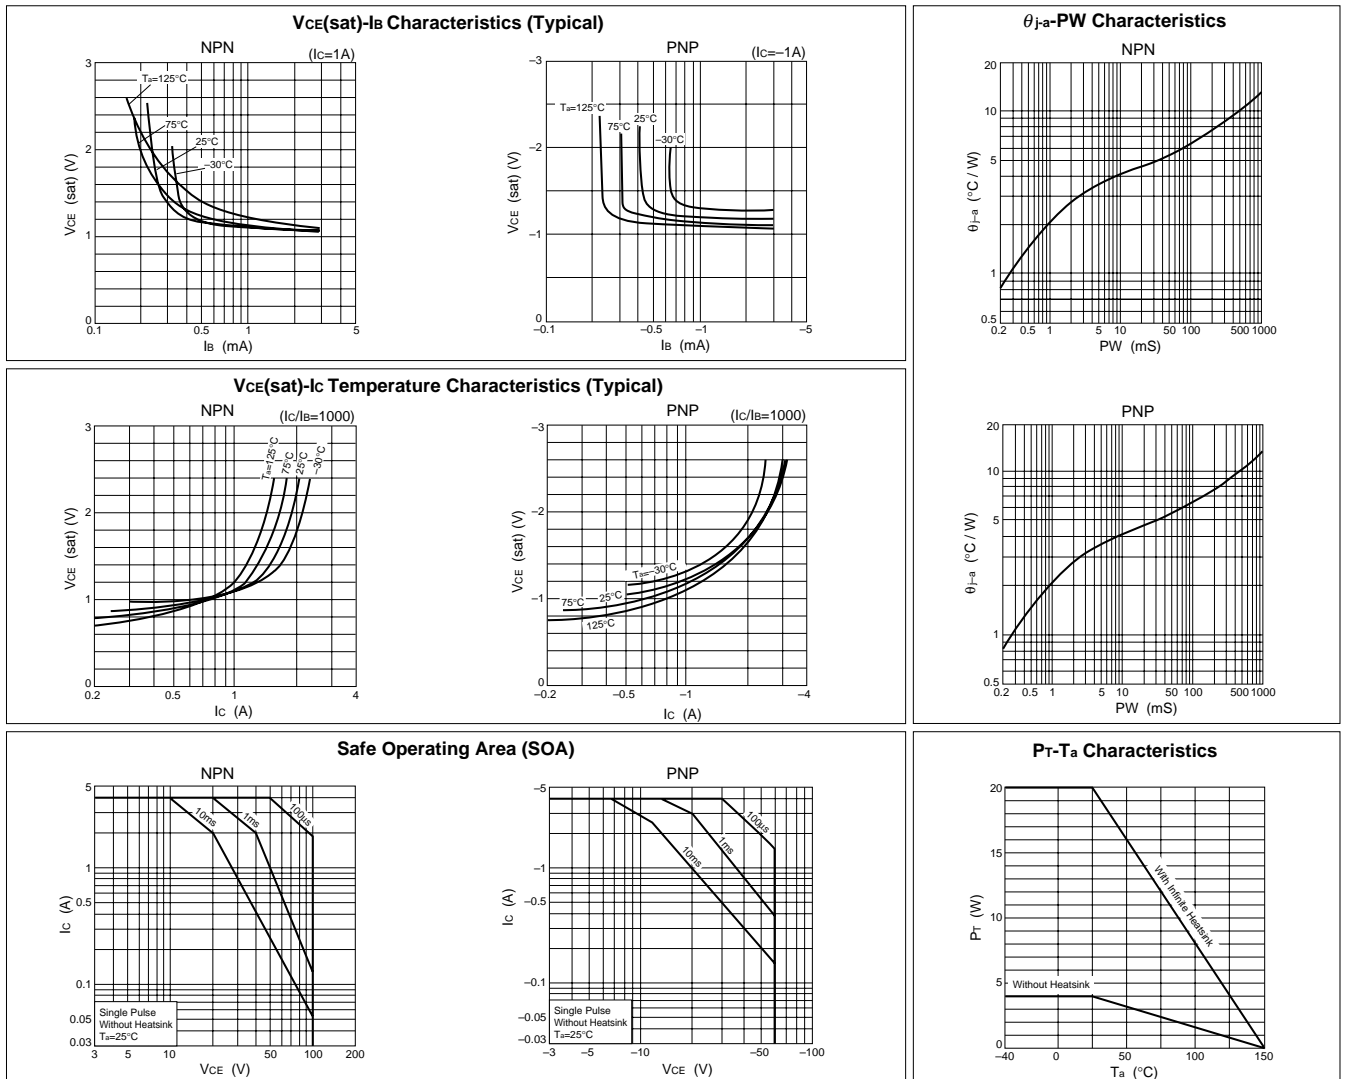 VCE(sat)-IB Characteristics (Typical)
NPN
(IC=1A)
3
2
1
0
0.1
0.5
1
5
VCE (sat) (V)
IB (mA)
Ta=125°C
75°C
25°C
–30°C
PNP
(IC=–1A)
–3
–2
–1
0
–0.1
–0.5
–1
–5
VCE (sat) (V)
IB (mA)
Ta=125°C
75°C
25°C
–30°C
θj-a-PW Characteristics
NPN
20
10
5
1
0.5
0.2
0.5
1
5
10
50
100
500
1000
θj–a (°C / W)
PW (mS)
PNP
20
10
5
1
0.5
0.2
0.5
1
5
10
50
100
500
1000
θj–a (°C / W)
PW (mS)
VCE(sat)-IC Temperature Characteristics (Typical)
NPN
(IC/IB=1000)
3
2
1
0
0.2
0.5
1
4
VCE (sat) (V)
IC (A)
Ta=125°C
75°C
25°C
–30°C
PNP
(IC/IB=1000)
–3
–2
–1
0
–0.2
–0.5
–1
–4
VCE (sat) (V)
IC (A)
Ta=–30°C
25°C
75°C
125°C
Safe Operating Area (SOA)
NPN
5
1
0.5
0.1
0.05
0.03
3
5
10
50
100
200
IC (A)
VCE (V)
10ms
1ms
100µs
Single Pulse
Without Heatsink
Ta=25°C
PNP
–5
–1
–0.5
–0.1
–0.05
–0.03
–3
–5
–10
–50
–100
IC (A)
VCE (V)
10ms
1ms
100µs
Single Pulse
Without Heatsink
Ta=25°C
PT-Ta Characteristics
20
15
10
5
0
–40
0
50
100
150
PT (W)
Ta (°C)
With Infinite Heatsink
Without Heatsink